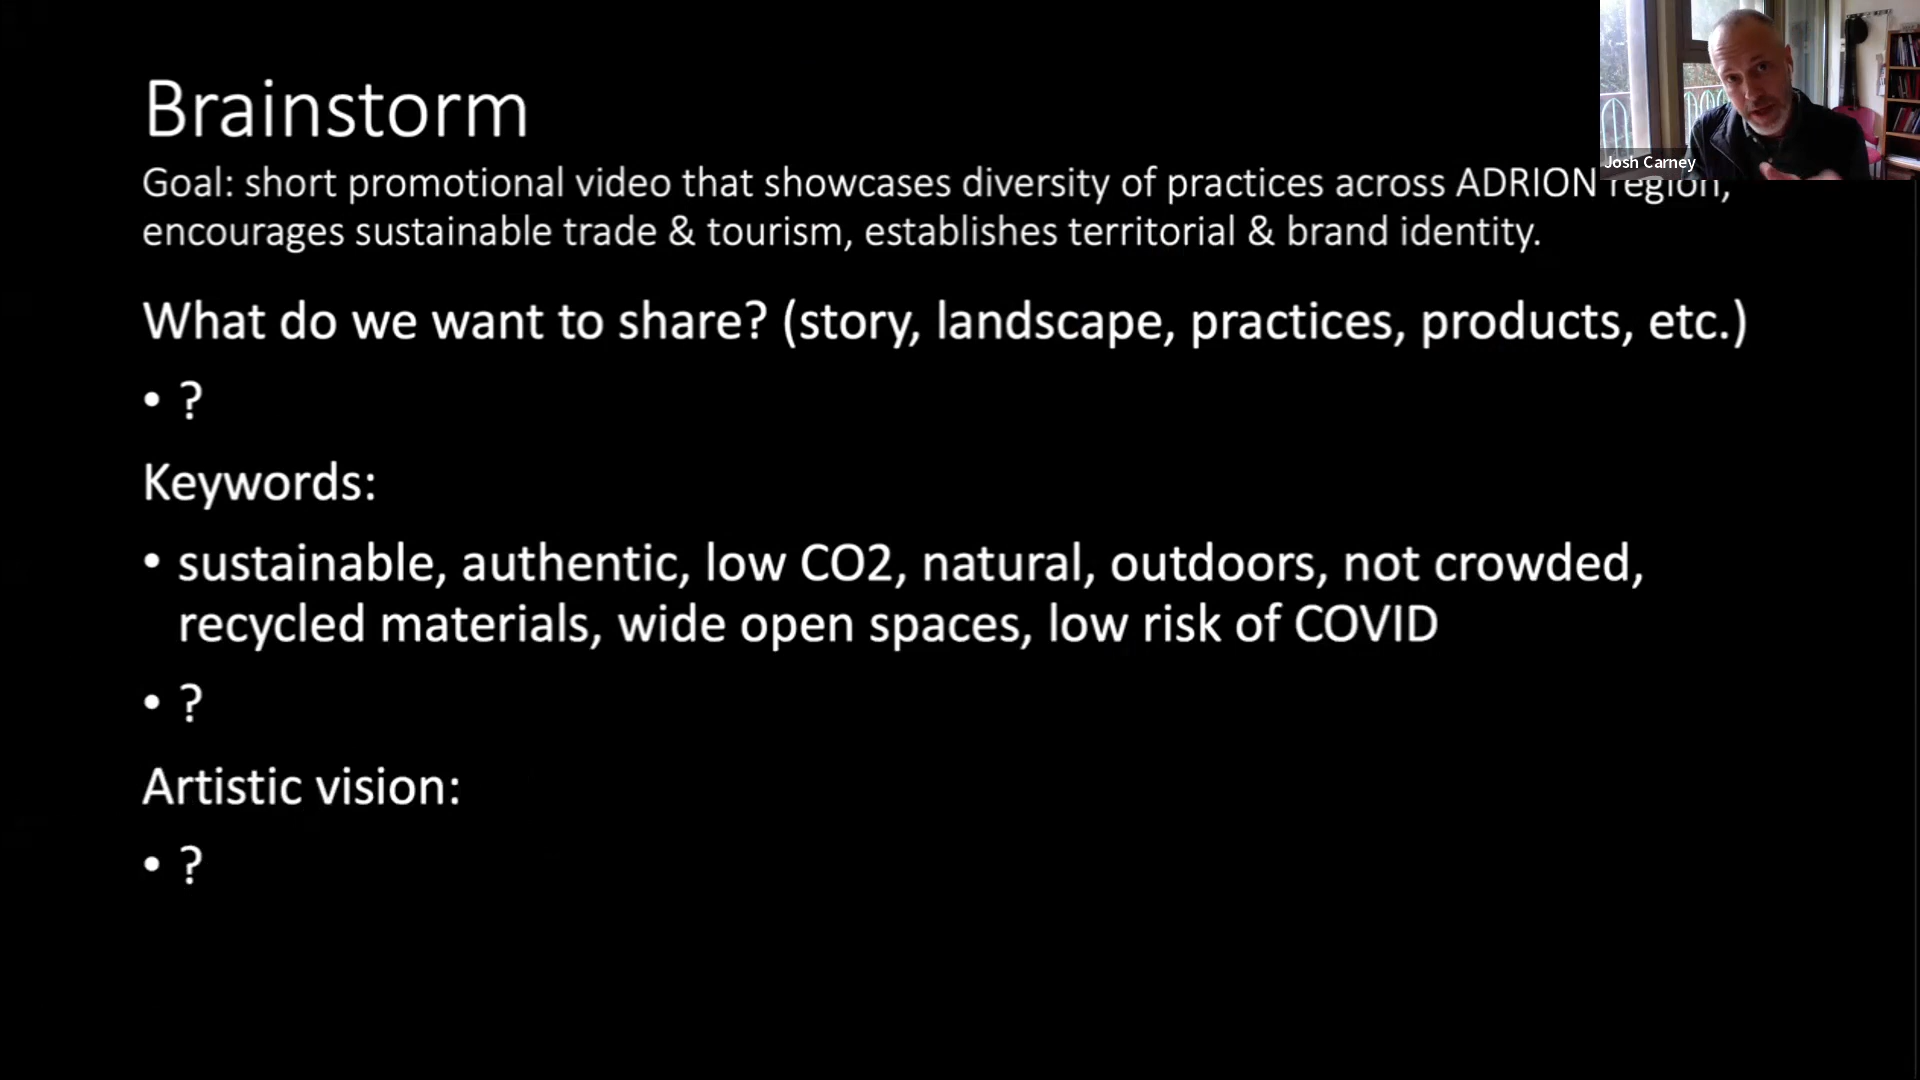 Brainstorm
Goal: short promotional video that showcases diversity of practices across ADRION region,
encourages sustainable trade & tourism, establishes territorial & brand identity.
What do we want to share? (story, landscape, practices, products, etc.)
• ?
Keywords:
• sustainable, authentic, low CO2, natural, outdoors, not crowded,
recycled materials, wide open spaces, low risk of COVID
• ?
Artistic vision:
• ?
Josh Carney